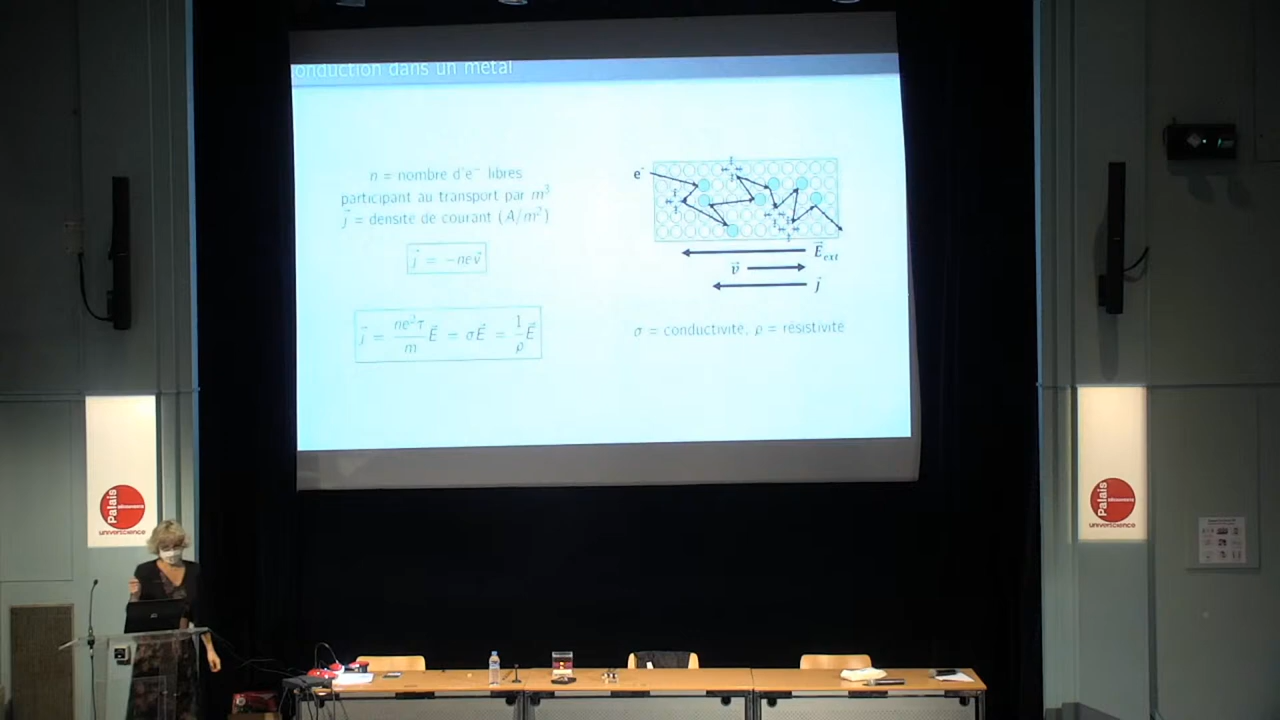 onduction dans un métal
n = nombre d'e⁻ libres
participant au transport par m³
j⃗ = densité de courant (A/m²)
j⃗ = −nev⃗
j⃗ = ne²τ/m E⃗ = σE⃗ = 1/ρ E⃗
e⁻
E⃗ext
v⃗
j⃗
σ = conductivité, ρ = résistivité
Palais
découverte
universcience
Palais
découverte
universcience